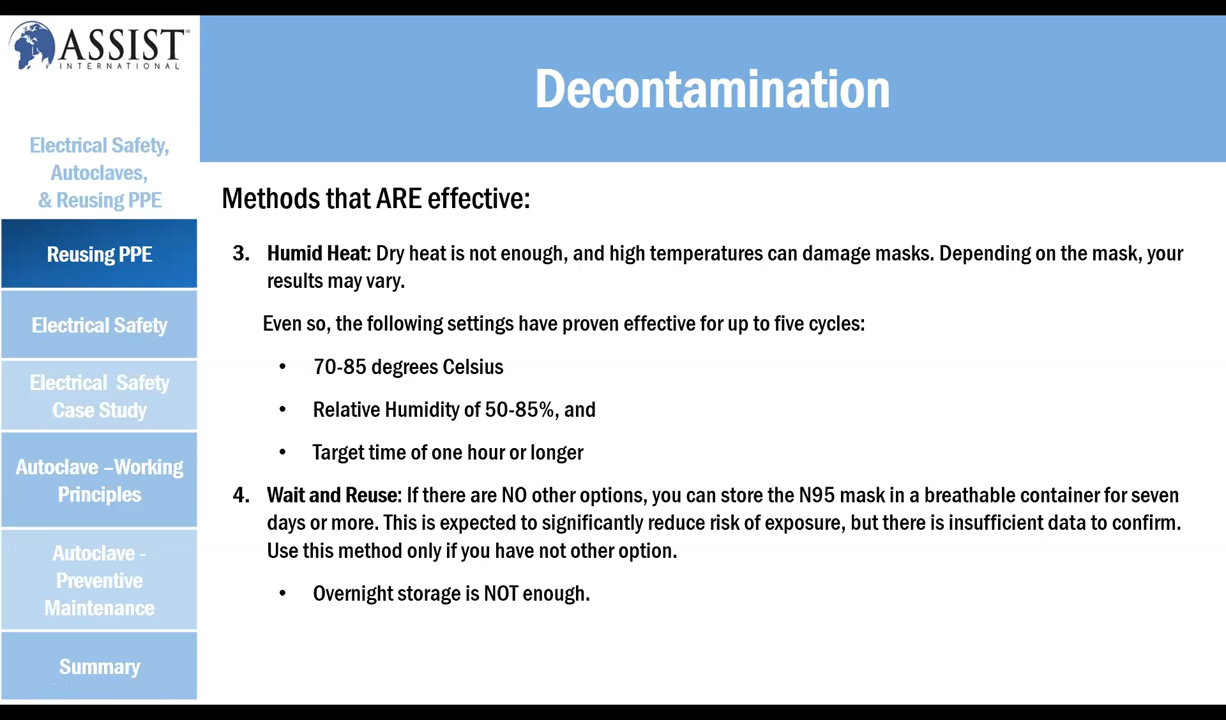 ASSIST
INTERNATIONAL
Decontamination
Electrical Safety,
Autoclaves,
& Reusing PPE
Reusing PPE
Electrical Safety
Electrical Safety
Case Study
Autoclave –Working
Principles
Autoclave -
Preventive
Maintenance
Summary
Methods that ARE effective:
3. Humid Heat: Dry heat is not enough, and high temperatures can damage masks. Depending on the mask, your
results may vary.
Even so, the following settings have proven effective for up to five cycles:
• 70-85 degrees Celsius
• Relative Humidity of 50-85%, and
• Target time of one hour or longer
4. Wait and Reuse: If there are NO other options, you can store the N95 mask in a breathable container for seven
days or more. This is expected to significantly reduce risk of exposure, but there is insufficient data to confirm.
Use this method only if you have not other option.
• Overnight storage is NOT enough.